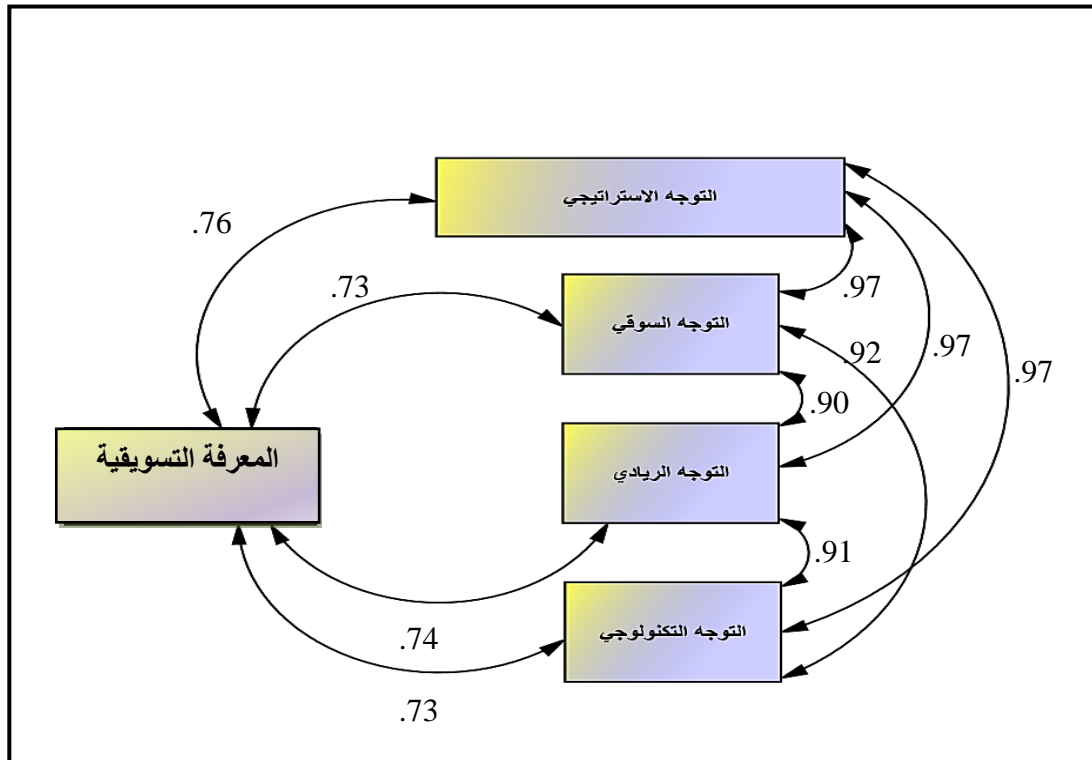 التوجه الاستراتيجي
.76
.73
.97
التوجه السوقي
.92
.97
.97
.90
المعرفة التسويقية
التوجه الريادي
.91
التوجه التكنولوجي
.74
.73